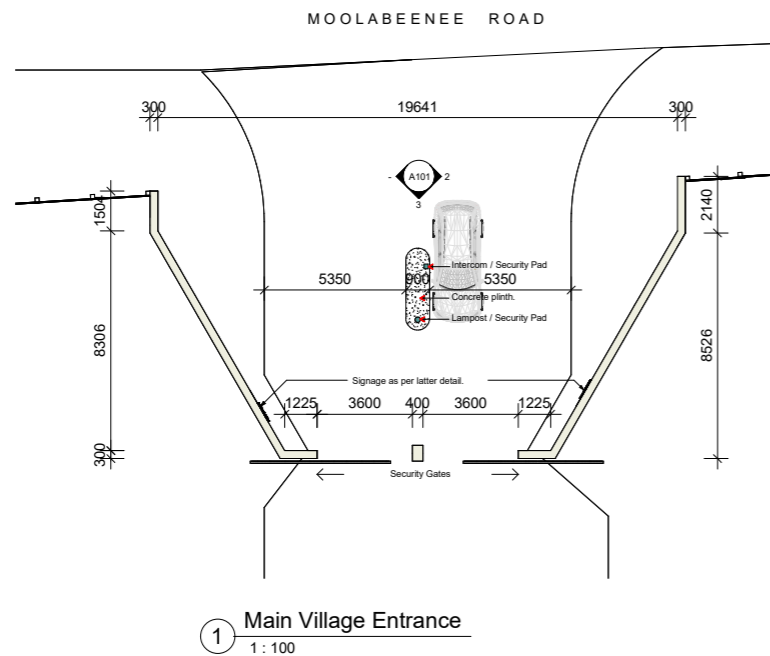 MOOLABEENEE ROAD
300 19641 300
- A101 2
3
1504
2140
Intercom / Security Pad
5350 900 5350
Concrete plinth.
Lampost / Security Pad
8306
8526
Signage as per latter detail.
1225 3600 400 3600 1225
300
Security Gates
1 Main Village Entrance
1 : 100